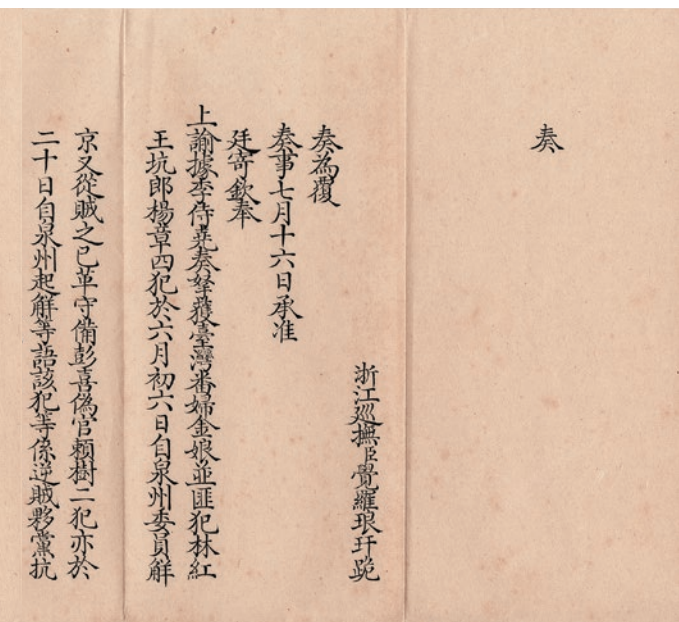 奏
浙江巡撫臣覺羅琅玕跪
奏為覆
奏事七月十六日承准
廷寄欽奉
上諭據李侍堯奏拏獲臺灣番婦金娘並匪犯林紅
王坑郎楊章四犯於六月初六日自泉州委員解
京又從賊之已革守備彭喜偽官賴樹二犯亦於
二十日自泉州起解等語該犯等係逆賊夥黨抗